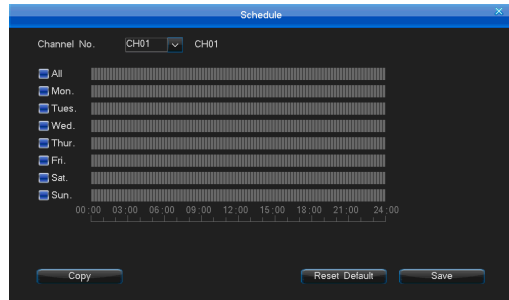 Schedule
Channel No. CH01 CH01
All
Mon.
Tues.
Wed.
Thur.
Fri.
Sat.
Sun.
00:00 03:00 06:00 09:00 12:00 15:00 18:00 21:00 24:00
Copy Reset Default Save